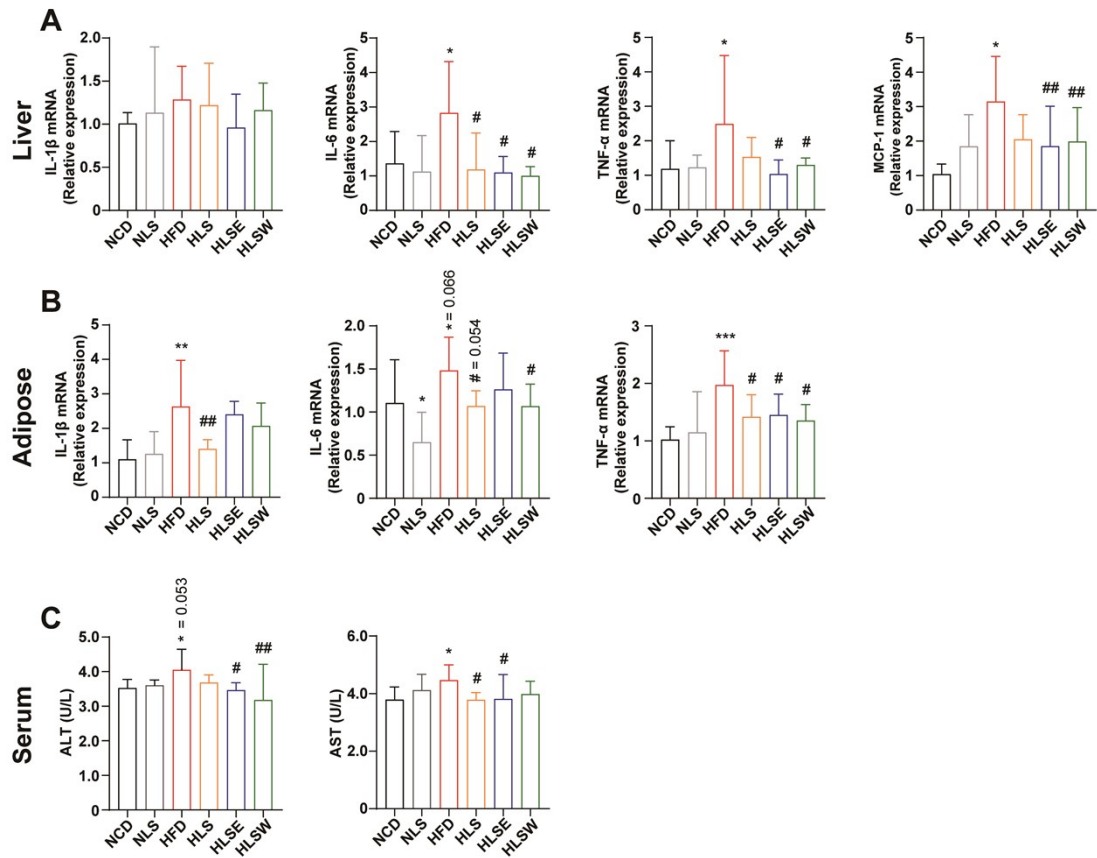 A
Liver
IL-1β mRNA
(Relative expression)
2.0
1.5
1.0
0.5
0
NCD
NLS
HFD
HLS
HLSE
HLSW
IL-6 mRNA
(Relative expression)
5
4
3
2
1
0
*
#
#
#
NCD
NLS
HFD
HLS
HLSE
HLSW
TNF-α mRNA
(Relative expression)
5
4
3
2
1
0
*
#
#
NCD
NLS
HFD
HLS
HLSE
HLSW
MCP-1 mRNA
(Relative expression)
5
4
3
2
1
0
*
##
##
NCD
NLS
HFD
HLS
HLSE
HLSW
B
Adipose
IL-1β mRNA
(Relative expression)
5
4
3
2
1
0
**
##
NCD
NLS
HFD
HLS
HLSE
HLSW
IL-6 mRNA
(Relative expression)
2.0
1.5
1.0
0.5
0
*
* = 0.066
# = 0.054
#
NCD
NLS
HFD
HLS
HLSE
HLSW
TNF-α mRNA
(Relative expression)
3
2
1
0
***
#
#
#
NCD
NLS
HFD
HLS
HLSE
HLSW
C
Serum
ALT (U/L)
5.0
4.0
3.0
2.0
1.0
0
* = 0.053
#
##
NCD
NLS
HFD
HLS
HLSE
HLSW
AST (U/L)
6.0
4.0
2.0
0
*
#
#
NCD
NLS
HFD
HLS
HLSE
HLSW